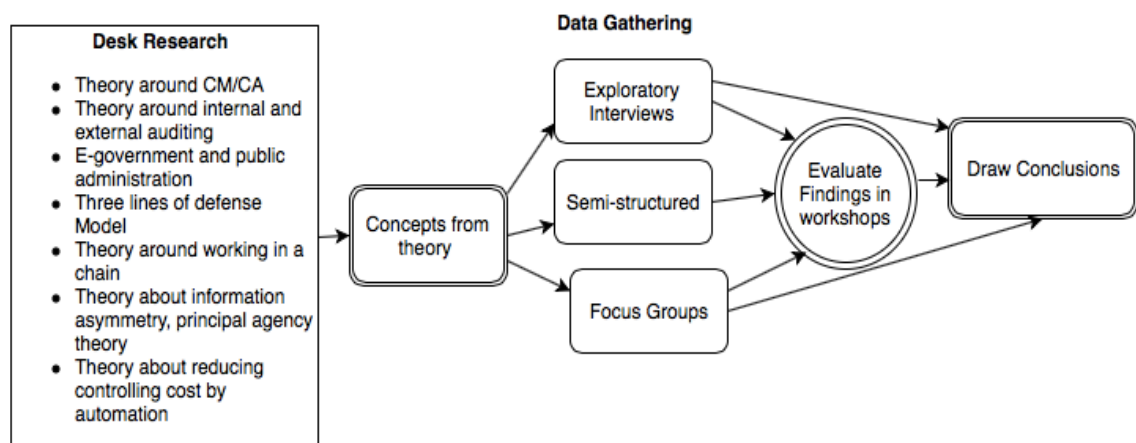 Desk Research
● Theory around CM/CA
● Theory around internal and
external auditing
● E-government and public
administration
● Three lines of defense
Model
● Theory around working in a
chain
● Theory about information
asymmetry, principal agency
theory
● Theory about reducing
controlling cost by
automation
Concepts from
theory
Data Gathering
Exploratory
Interviews
Semi-structured
Focus Groups
Evaluate
Findings in
workshops
Draw Conclusions